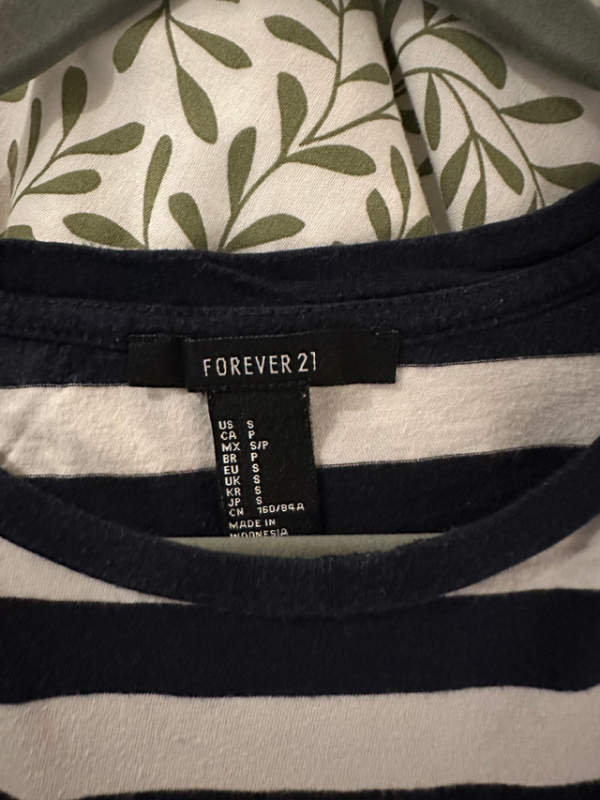 FOREVER 21
US S
CA P
MX S/P
BR P
EU S
UK S
KR S
JP S
CN 160/84A
MADE IN
INDONESIA